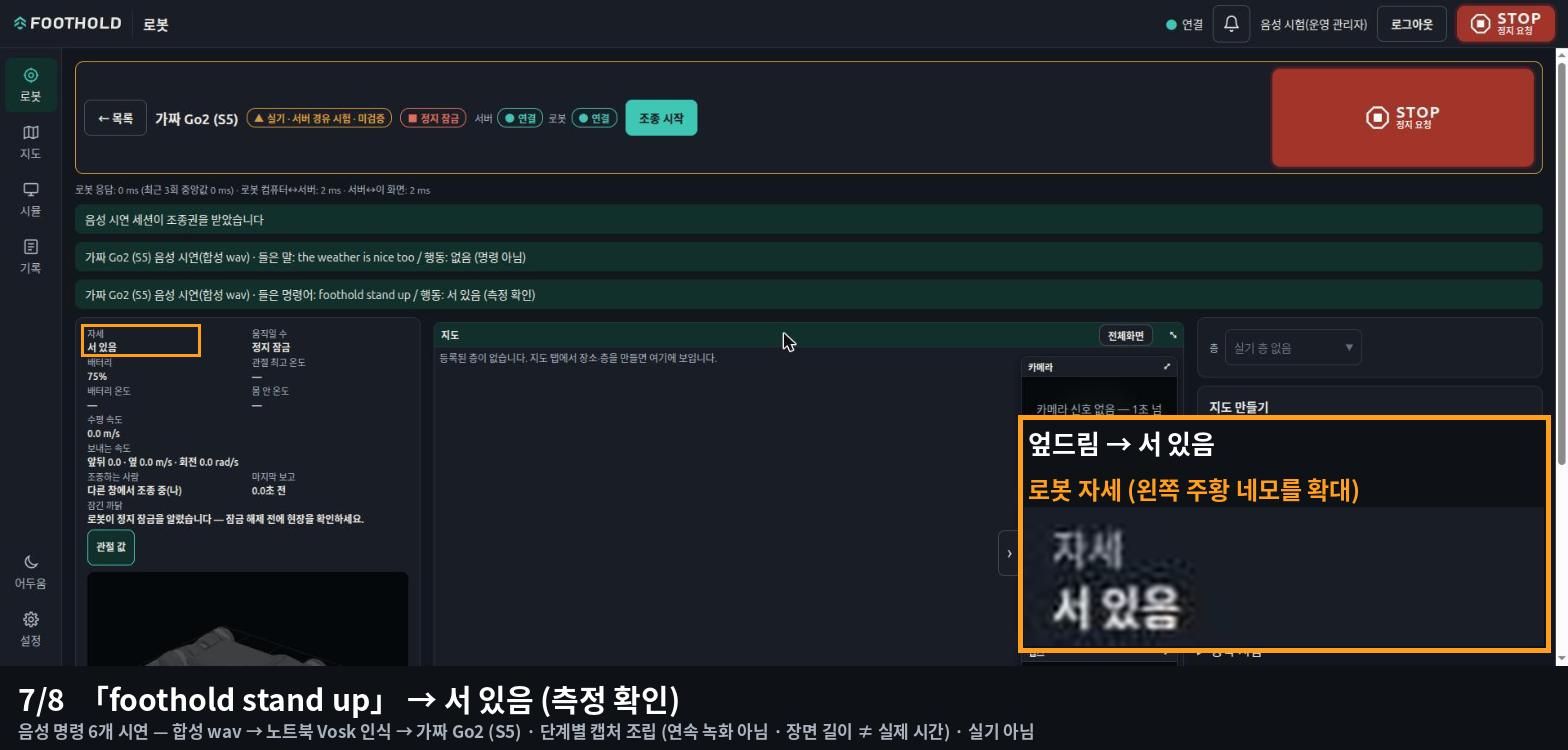 FOOTHOLD 로봇
연결 음성 시험(운영 관리자) 로그아웃 STOP 정지 요청
로봇
지도
시뮬
기록
어두움
설정
← 목록 가짜 Go2 (S5) ▲ 실기 · 서버 경유 시험 · 미검증 ■ 정지 잠금 서버 ● 연결 로봇 ● 연결 조종 시작
STOP
정지 요청
로봇 응답: 0 ms (최근 3회 중앙값 0 ms) · 로봇 컴퓨터↔서버: 2 ms · 서버↔이 화면: 2 ms
음성 시연 세션이 조종권을 받았습니다
가짜 Go2 (S5) 음성 시연(합성 wav) · 들은 말: the weather is nice too / 행동: 없음 (명령 아님)
가짜 Go2 (S5) 음성 시연(합성 wav) · 들은 명령어: foothold stand up / 행동: 서 있음 (측정 확인)
자세 움직일 수
서 있음 정지 잠금
배터리 관절 최고 온도
75% —
배터리 온도 몸 안 온도
— —
수평 속도
0.0 m/s
보내는 속도
앞뒤 0.0 · 옆 0.0 m/s · 회전 0.0 rad/s
조종하는 사람 마지막 보고
다른 창에서 조종 중(나) 0.0초 전
잠긴 까닭
로봇이 정지 잠금을 알렸습니다 — 잠금 해제 전에 현장을 확인하세요.
관절 값
지도 전체화면
등록된 층이 없습니다. 지도 탭에서 장소·층을 만들면 여기에 보입니다.
카메라
카메라 신호 없음 — 1초 넘
층 실기 층 없음
지도 만들기
엎드림 → 서 있음
로봇 자세 (왼쪽 주황 네모를 확대)
자세
서 있음
7/8 「foothold stand up」 → 서 있음 (측정 확인)
음성 명령 6개 시연 — 합성 wav → 노트북 Vosk 인식 → 가짜 Go2 (S5) · 단계별 캡처 조립 (연속 녹화 아님 · 장면 길이 ≠ 실제 시간) · 실기 아님